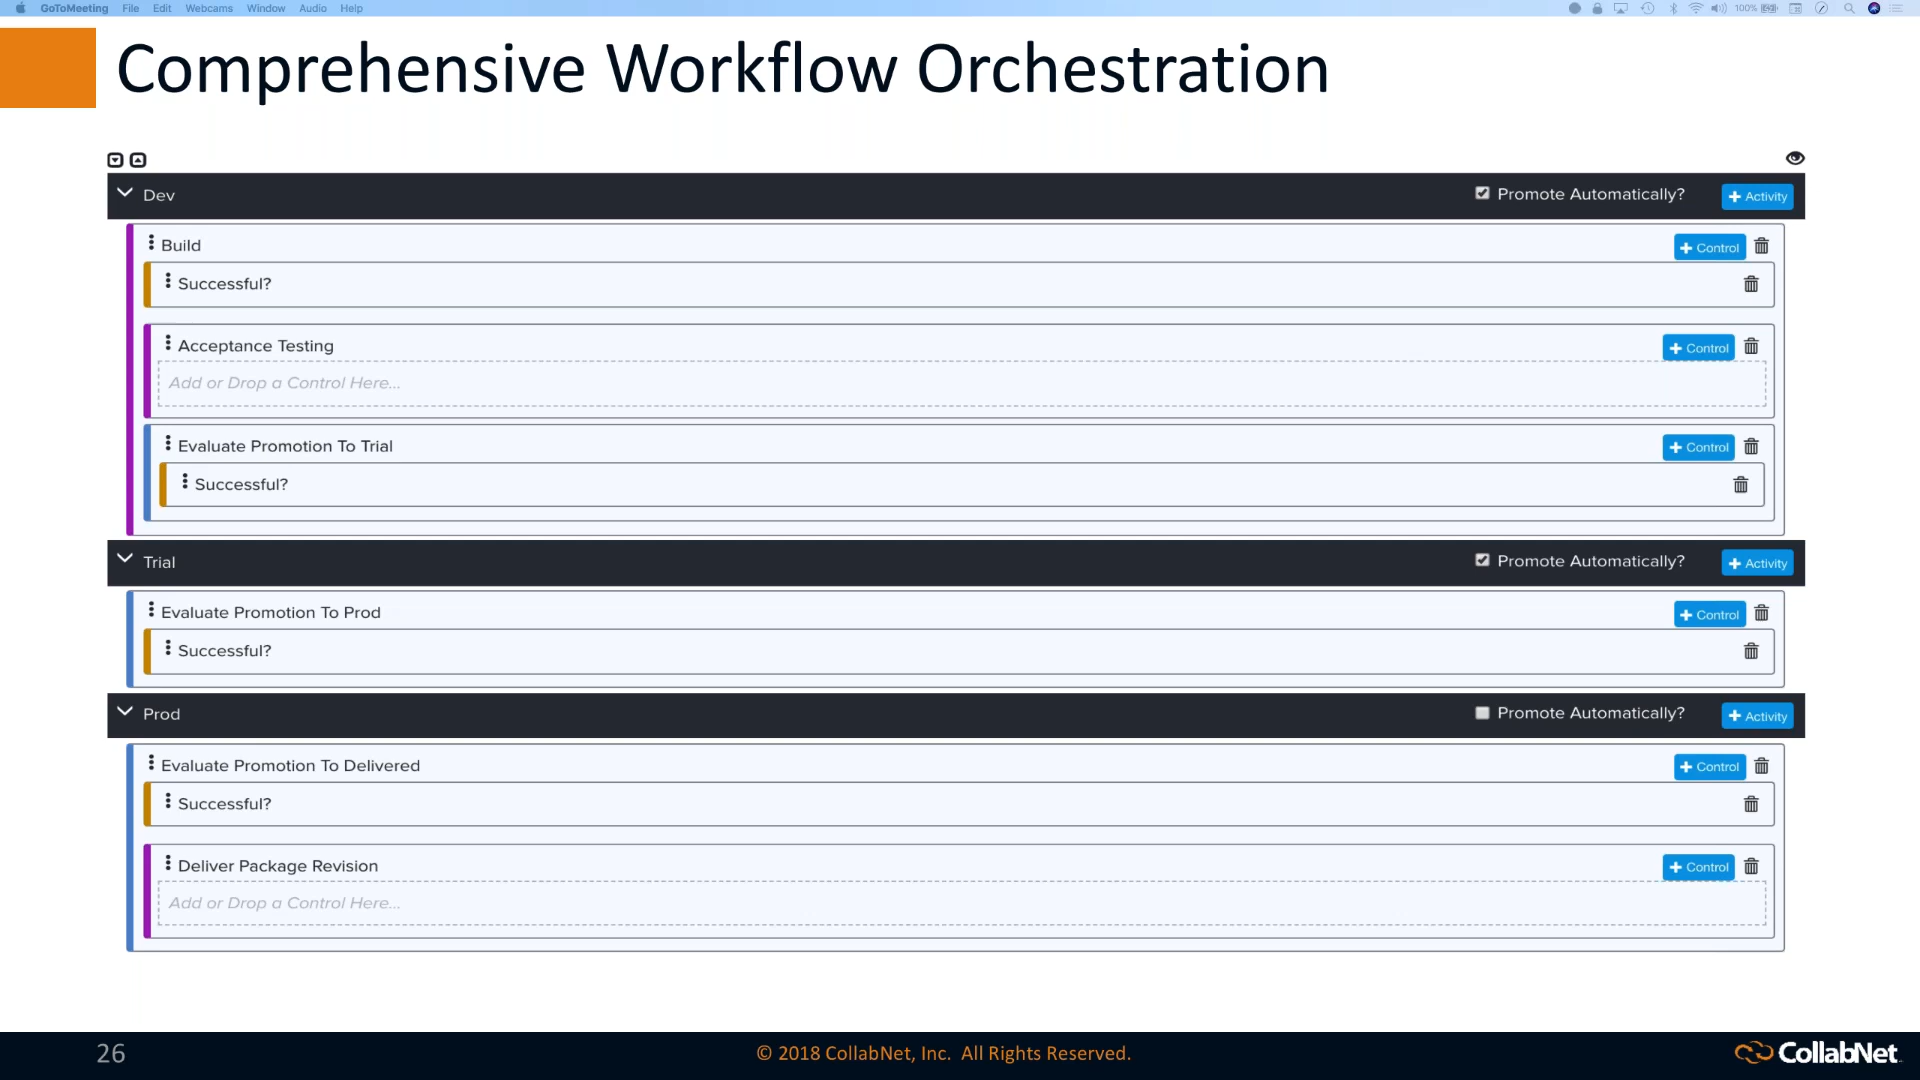 GoToMeeting File Edit Webcams Window Audio Help 100%
Comprehensive Workflow Orchestration
Dev Promote Automatically? Activity
Build Control
Successful?
Acceptance Testing Control
Add or Drop a Control Here...
Evaluate Promotion To Trial Control
Successful?
Trial Promote Automatically? Activity
Evaluate Promotion To Prod Control
Successful?
Prod Promote Automatically? Activity
Evaluate Promotion To Delivered Control
Successful?
Deliver Package Revision Control
Add or Drop a Control Here...
26 © 2018 CollabNet, Inc. All Rights Reserved. CollabNet